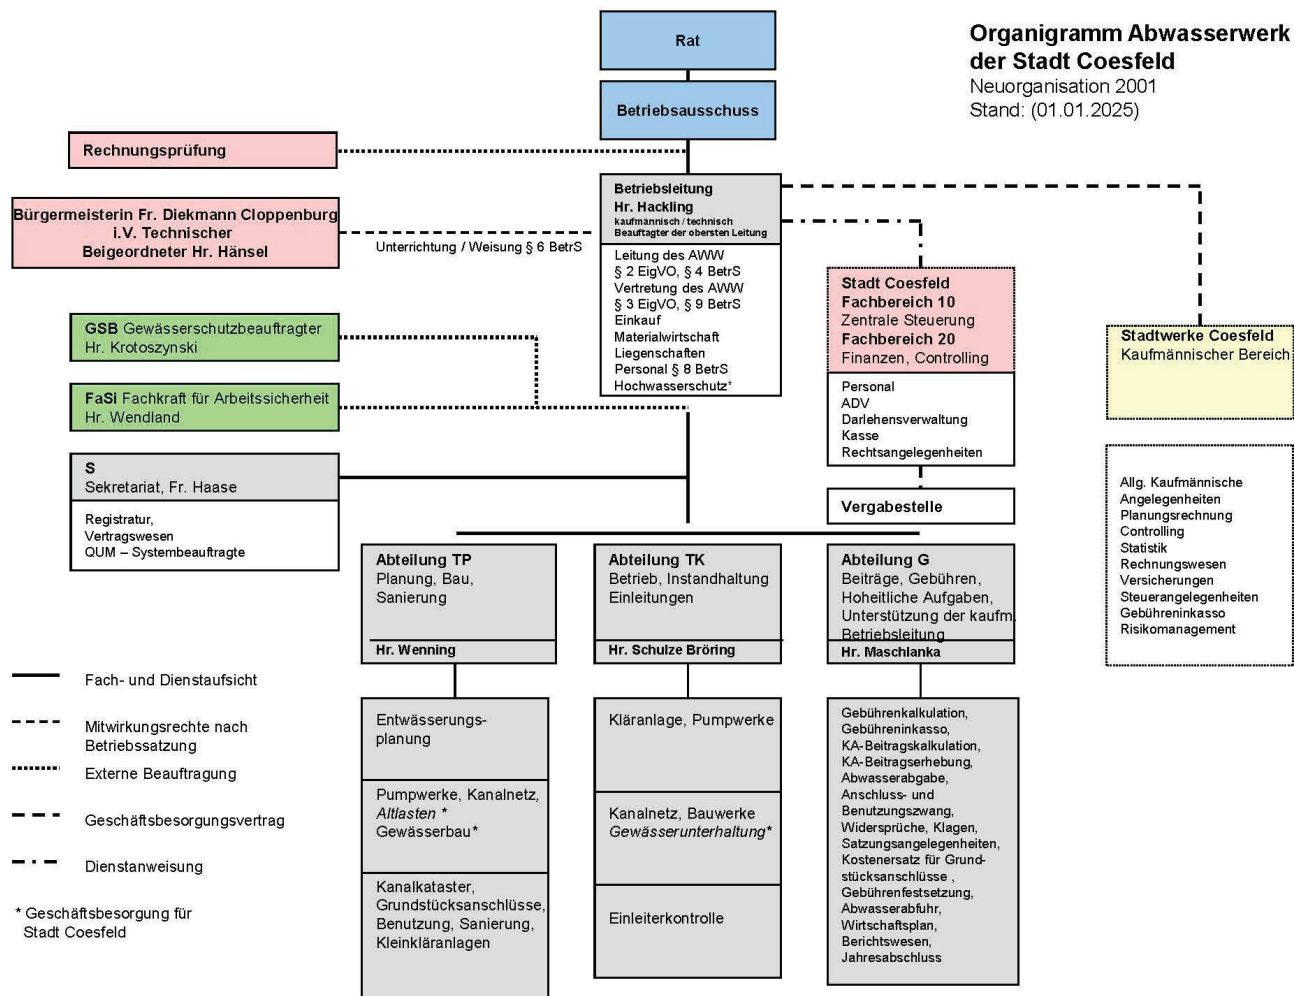 Organigramm Abwasserwerk
der Stadt Coesfeld
Neuorganisation 2001
Stand: (01.01.2025)
Rat
Betriebsausschuss
Rechnungsprüfung
Bürgermeisterin Fr. Diekmann Cloppenburg
i.V. Technischer
Beigeordneter Hr. Hänsel
Unterrichtung / Weisung § 6 BetrS
Betriebsleitung
Hr. Hackling
kaufmännisch / technisch
Beauftagter der obersten Leitung
Leitung des AWW
§ 2 EigVO, § 4 BetrS
Vertretung des AWW
§ 3 EigVO, § 9 BetrS
Einkauf
Materialwirtschaft
Liegenschaften
Personal § 8 BetrS
Hochwasserschutz*
Stadt Coesfeld
Fachbereich 10
Zentrale Steuerung
Fachbereich 20
Finanzen, Controlling
Personal
ADV
Darlehensverwaltung
Kasse
Rechtsangelegenheiten
Vergabestelle
Stadtwerke Coesfeld
Kaufmännischer Bereich
Allg. Kaufmännische
Angelegenheiten
Planungsrechnung
Controlling
Statistik
Rechnungswesen
Versicherungen
Steuerangelegenheiten
Gebühreninkasso
Risikomanagement
GSB Gewässerschutzbeauftragter
Hr. Krotoszynski
FaSi Fachkraft für Arbeitssicherheit
Hr. Wendland
S
Sekretariat, Fr. Haase
Registratur,
Vertragswesen
QUM – Systembeauftragte
Abteilung TP
Planung, Bau,
Sanierung
Hr. Wenning
Entwässerungs-
planung
Pumpwerke, Kanalnetz,
Altlasten *
Gewässerbau*
Kanalkataster,
Grundstücksanschlüsse,
Benutzung, Sanierung,
Kleinkläranlagen
Abteilung TK
Betrieb, Instandhaltung
Einleitungen
Hr. Schulze Bröring
Kläranlage, Pumpwerke
Kanalnetz, Bauwerke
Gewässerunterhaltung*
Einleiterkontrolle
Abteilung G
Beiträge, Gebühren,
Hoheitliche Aufgaben,
Unterstützung der kaufm.
Betriebsleitung
Hr. Maschlanka
Gebührenkalkulation,
Gebühreninkasso,
KA-Beitragskalkulation,
KA-Beitragserhebung,
Abwasserabgabe,
Anschluss- und
Benutzungszwang,
Widersprüche, Klagen,
Satzungsangelegenheiten,
Kostenersatz für Grund-
stücksanschlüsse ,
Gebührenfestsetzung,
Abwasserabfuhr,
Wirtschaftsplan,
Berichtswesen,
Jahresabschluss
Fach- und Dienstaufsicht
Mitwirkungsrechte nach
Betriebssatzung
Externe Beauftragung
Geschäftsbesorgungsvertrag
Dienstanweisung
* Geschäftsbesorgung für
Stadt Coesfeld